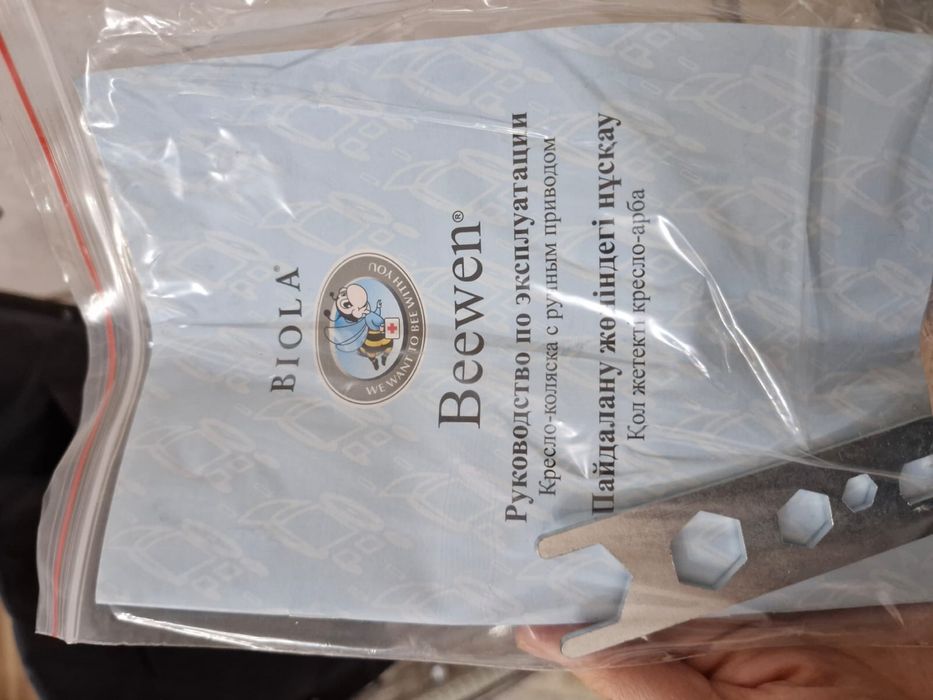 BIOLA®
WE WANT TO BEE WITH YOU
Beewen®
Руководство по эксплуатации
Кресло-коляска с ручным приводом
Пайдалану жөніндегі нұсқау
Қол жетекті кресло-арба